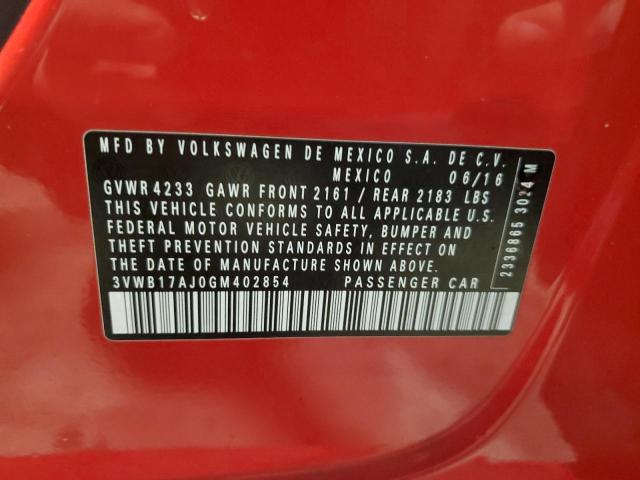 MFD BY VOLKSWAGEN DE MEXICO S.A. DE C.V.
MEXICO 06/16
GVWR 4233 GAWR FRONT 2161 / REAR 2183 LBS
THIS VEHICLE CONFORMS TO ALL APPLICABLE U.S.
FEDERAL MOTOR VEHICLE SAFETY, BUMPER AND
THEFT PREVENTION STANDARDS IN EFFECT ON
THE DATE OF MANUFACTURE SHOWN ABOVE.
3VWB17AJ0GM402854 PASSENGER CAR
2336865 3024 M